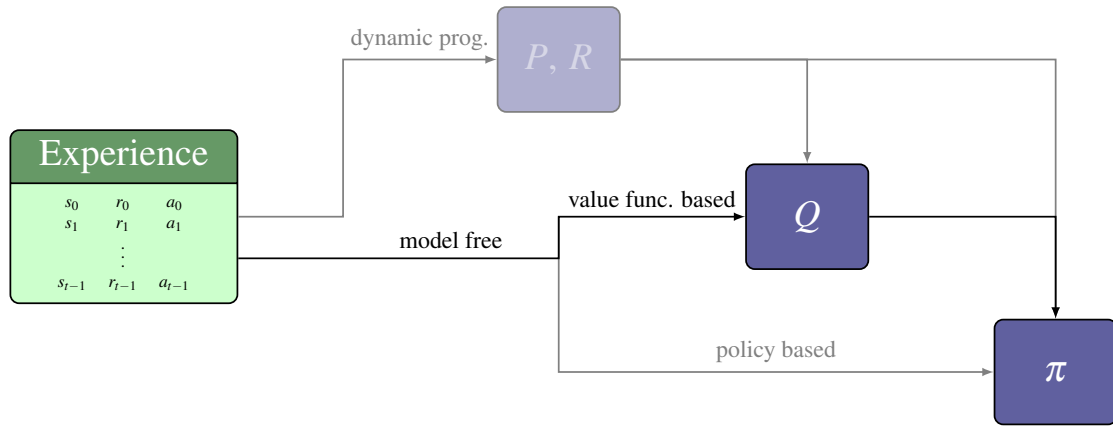 dynamic prog.
P, R
Experience
s₀ r₀ a₀
s₁ r₁ a₁
⋮
sₜ₋₁ rₜ₋₁ aₜ₋₁
model free
value func. based
Q
policy based
π